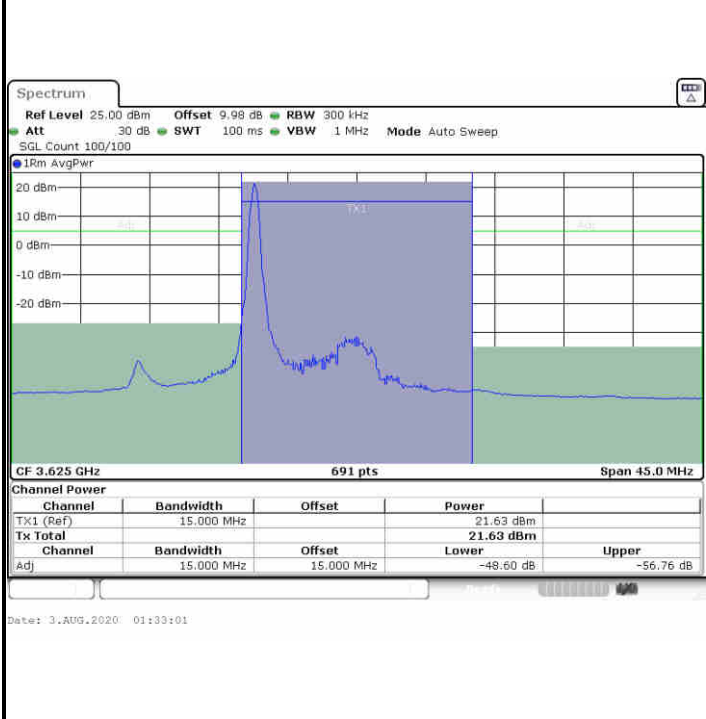 Spectrum
Ref Level 25.00 dBm Offset 9.98 dB RBW 300 kHz
Att 30 dB SWT 100 ms VBW 1 MHz Mode Auto Sweep
SGL Count 100/100
1Rm AvgPwr
20 dBm
TX1
10 dBm
Adj Adj
0 dBm
-10 dBm
-20 dBm
CF 3.625 GHz 691 pts Span 45.0 MHz
Channel Power
Channel Bandwidth Offset Power
TX1 (Ref) 15.000 MHz 21.63 dBm
Tx Total 21.63 dBm
Channel Bandwidth Offset Lower Upper
Adj 15.000 MHz 15.000 MHz -48.60 dB -56.76 dB
Date: 3.AUG.2020 01:33:01